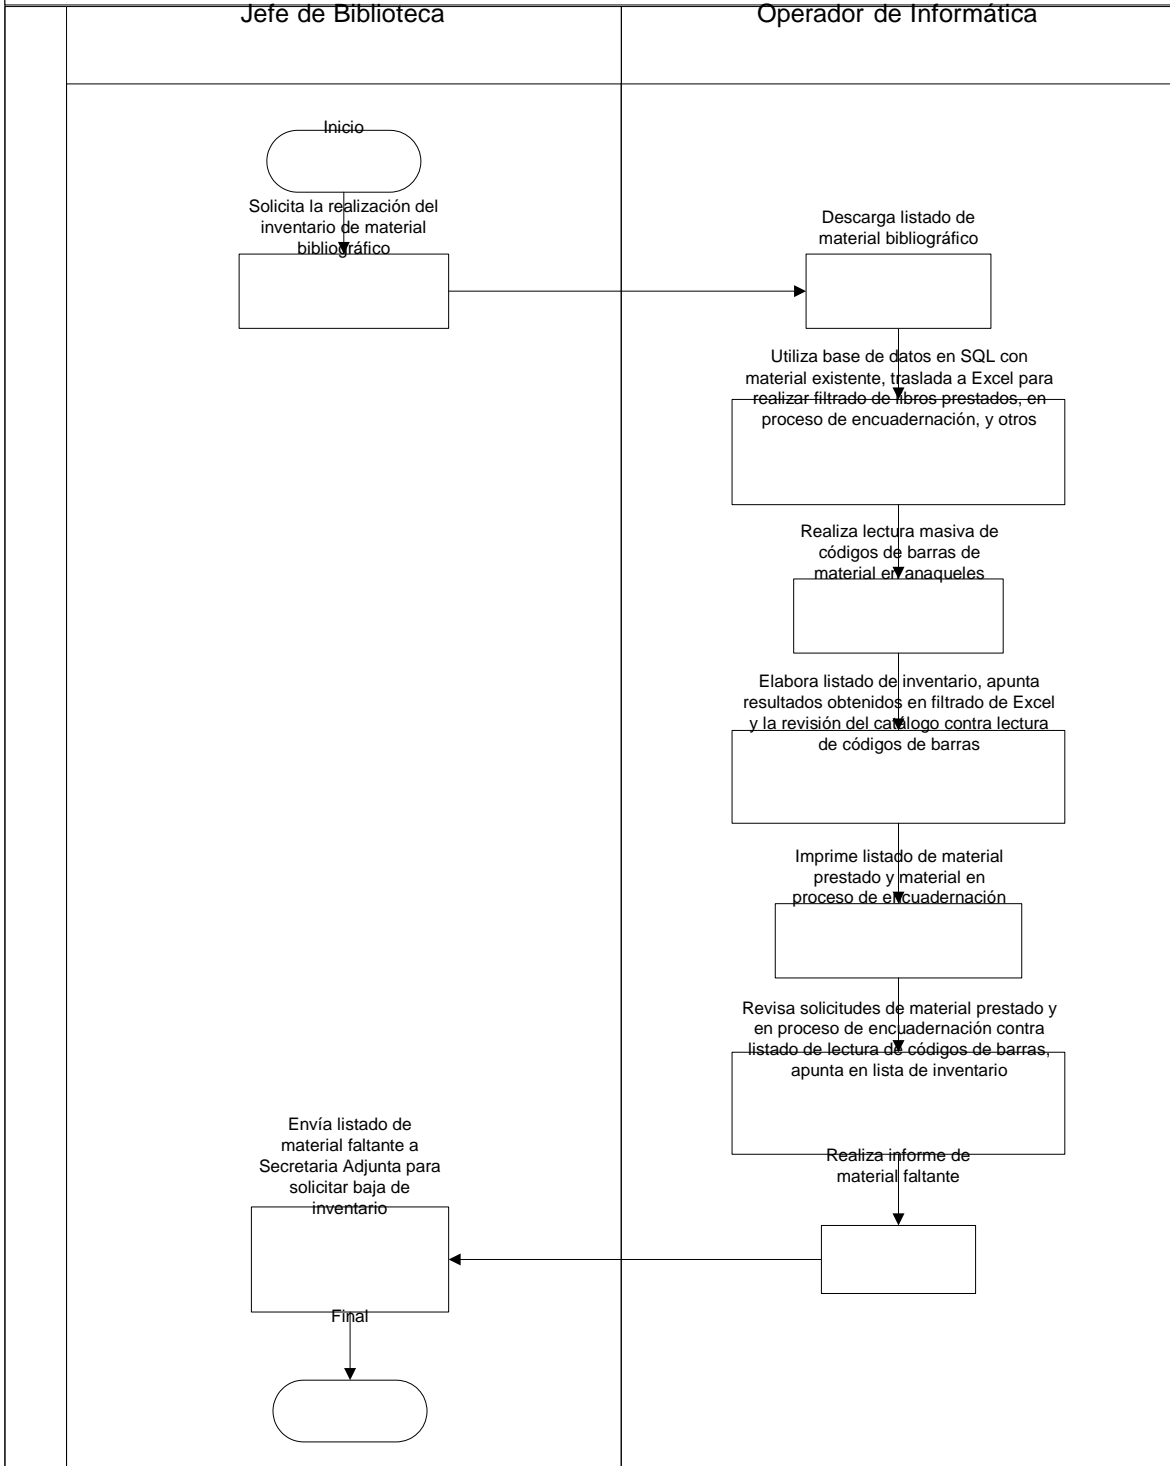 Jefe de Biblioteca
Operador de Informática
Inicio
Solicita la realización del
inventario de material
bibliográfico
Descarga listado de
material bibliográfico
Utiliza base de datos en SQL con
material existente, traslada a Excel para
realizar filtrado de libros prestados, en
proceso de encuadernación, y otros
Realiza lectura masiva de
códigos de barras de
material en anaqueles
Elabora listado de inventario, apunta
resultados obtenidos en filtrado de Excel
y la revisión del catálogo contra lectura
de códigos de barras
Imprime listado de material
prestado y material en
proceso de encuadernación
Revisa solicitudes de material prestado y
en proceso de encuadernación contra
listado de lectura de códigos de barras,
apunta en lista de inventario
Realiza informe de
material faltante
Envía listado de
material faltante a
Secretaria Adjunta para
solicitar baja de
inventario
Final